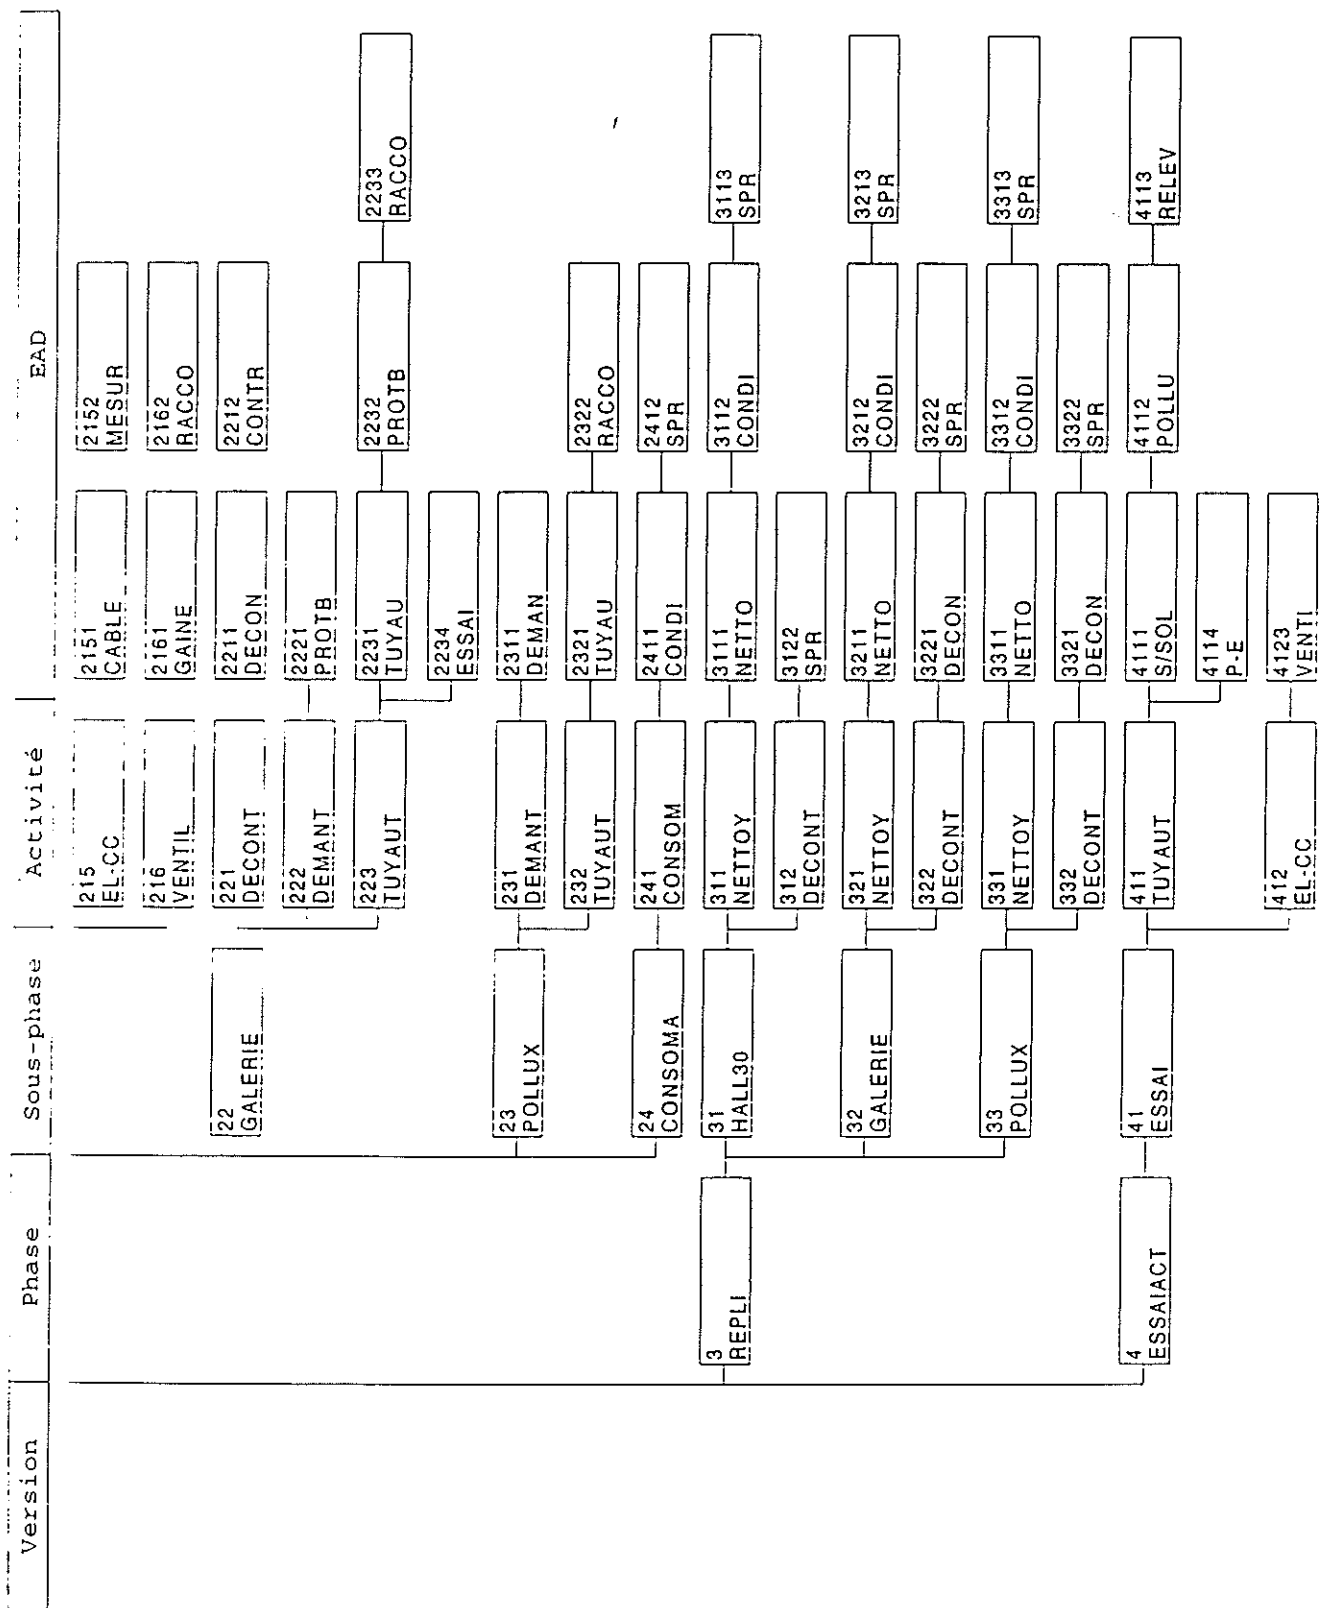 Version
Phase
Sous-phase
Activité
EAD
215
EL-CC
2151
CABLE
2152
MESUR
216
VENTIL
2161
GAINE
2162
RACCO
22
GALERIE
221
DECONT
2211
DECON
2212
CONTR
222
DEMANT
2221
PROTB
223
TUYAUT
2231
TUYAU
2232
PROTB
2233
RACCO
2234
ESSAI
23
POLLUX
231
DEMANT
2311
DEMAN
232
TUYAUT
2321
TUYAU
2322
RACCO
24
CONSOMA
241
CONSOM
2411
CONDI
2412
SPR
3
REPLI
31
HALL30
311
NETTOY
3111
NETTO
3112
CONDI
3113
SPR
312
DECONT
3122
SPR
32
GALERIE
321
NETTOY
3211
NETTO
3212
CONDI
3213
SPR
322
DECONT
3221
DECON
3222
SPR
33
POLLUX
331
NETTOY
3311
NETTO
3312
CONDI
3313
SPR
332
DECONT
3321
DECON
3322
SPR
4
ESSAIACT
41
ESSAI
411
TUYAUT
4111
S/SOL
4112
POLLU
4113
RELEV
4114
P-E
412
EL-CC
4123
VENTI